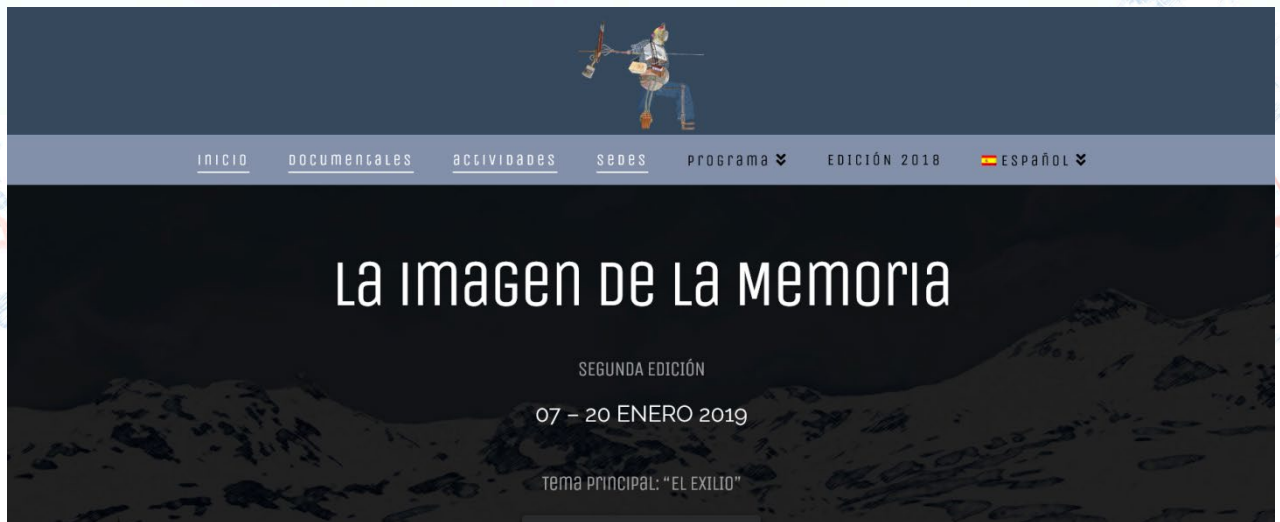 INICIO DOCUMENTALES ACTIVIDADES SEDES PROGRAMA EDICIÓN 2018 ESPAÑOL
La Imagen de la Memoria
SEGUNDA EDICIÓN
07 – 20 ENERO 2019
Tema principal: “EL EXILIO”